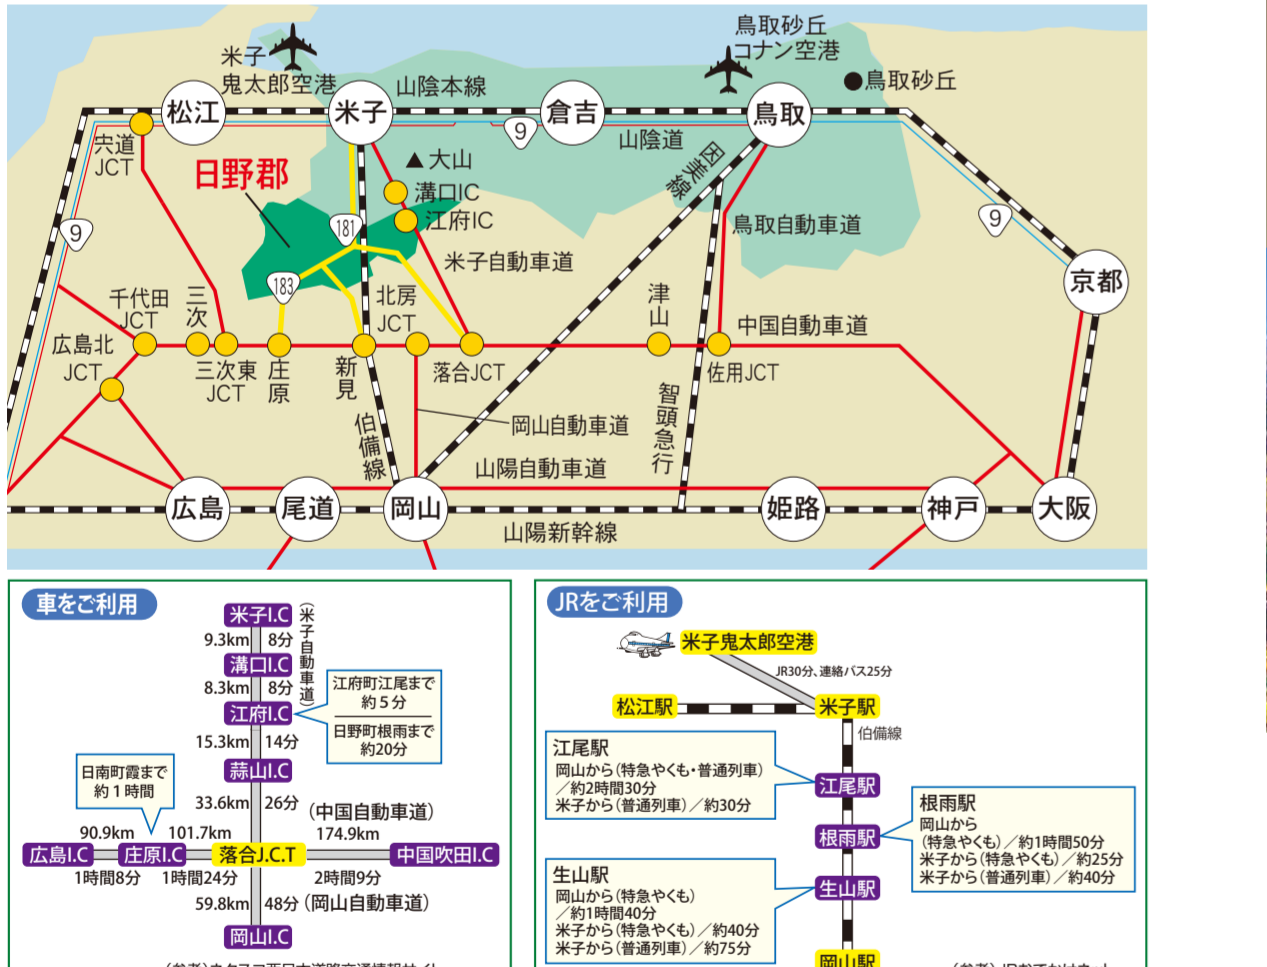 米子
鬼太郎空港
鳥取砂丘
コナン空港
鳥取砂丘
山陰本線
松江
米子
倉吉
鳥取
9
山陰道
宍道
JCT
日野郡
大山
溝口IC
江府IC
因美線
9
181
183
米子自動車道
鳥取自動車道
9
京都
千代田
JCT
三次
北房
JCT
津山
中国自動車道
広島北
JCT
三次東
JCT
庄原
新見
落合JCT
佐用JCT
伯備線
岡山自動車道
智頭急行
山陽自動車道
広島
尾道
岡山
姫路
神戸
大阪
山陽新幹線
車をご利用
米子I.C
(米子自動車道)
9.3km 8分
溝口I.C
8.3km 8分
江府I.C
江府町江尾まで
約5分
日野町根雨まで
約20分
15.3km 14分
蒜山I.C
日南町霞まで
約1時間
33.6km 26分
(中国自動車道)
90.9km 101.7km 174.9km
広島I.C 庄原I.C 落合J.C.T 中国吹田I.C
1時間8分 1時間24分 2時間9分
59.8km 48分 (岡山自動車道)
岡山I.C
JRをご利用
米子鬼太郎空港
JR30分、連絡バス25分
松江駅
米子駅
伯備線
江尾駅
岡山から(特急やくも・普通列車)
/約2時間30分
米子から(普通列車)/約30分
江尾駅
根雨駅
根雨駅
岡山から
(特急やくも)/約1時間50分
米子から(特急やくも)/約25分
米子から(普通列車)/約40分
生山駅
岡山から(特急やくも)
/約1時間40分
米子から(特急やくも)/約40分
米子から(普通列車)/約75分
生山駅
岡山駅